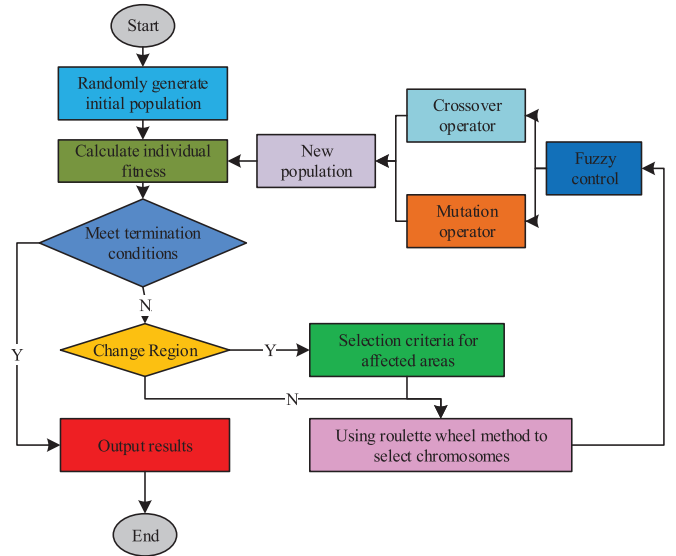 Start
Randomly generate
initial population
Calculate individual
fitness
New
population
Crossover
operator
Mutation
operator
Fuzzy
control
Meet termination
conditions
N
Y
Change Region
Y
Selection criteria for
affected areas
N
Using roulette wheel method to
select chromosomes
Output results
End